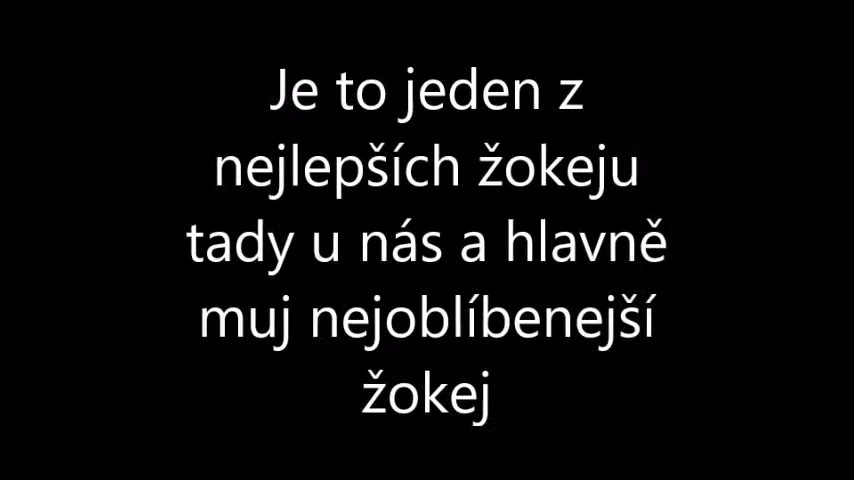 Je to jeden z
nejlepších žokeju
tady u nás a hlavně
muj nejoblíbenejší
žokej